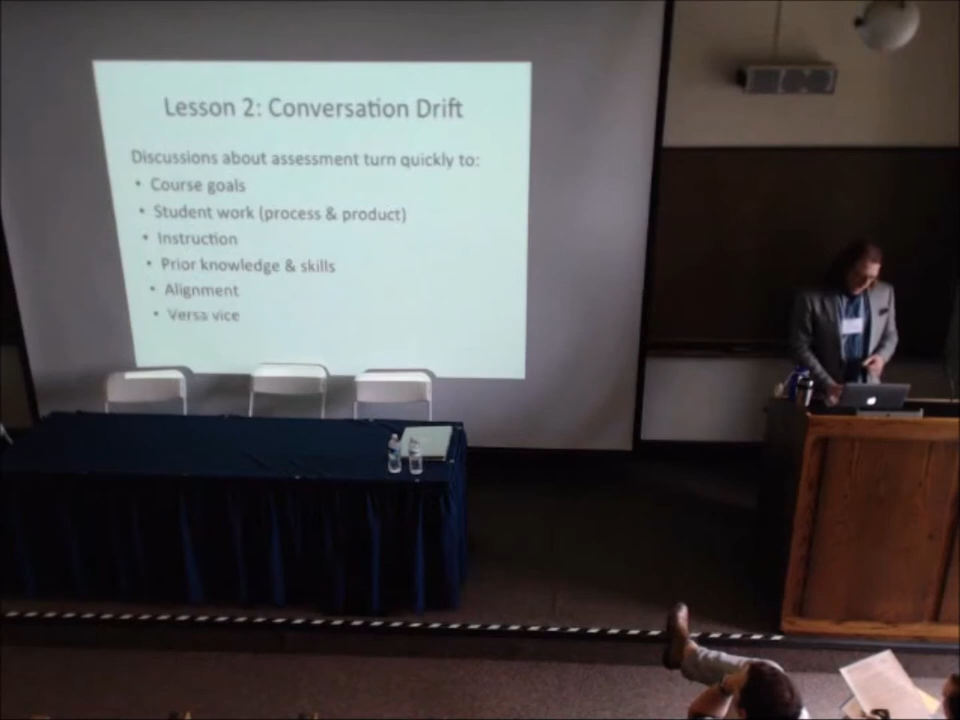 Lesson 2: Conversation Drift
Discussions about assessment turn quickly to:
• Course goals
• Student work (process & product)
• Instruction
• Prior knowledge & skills
• Alignment
• Versa vice